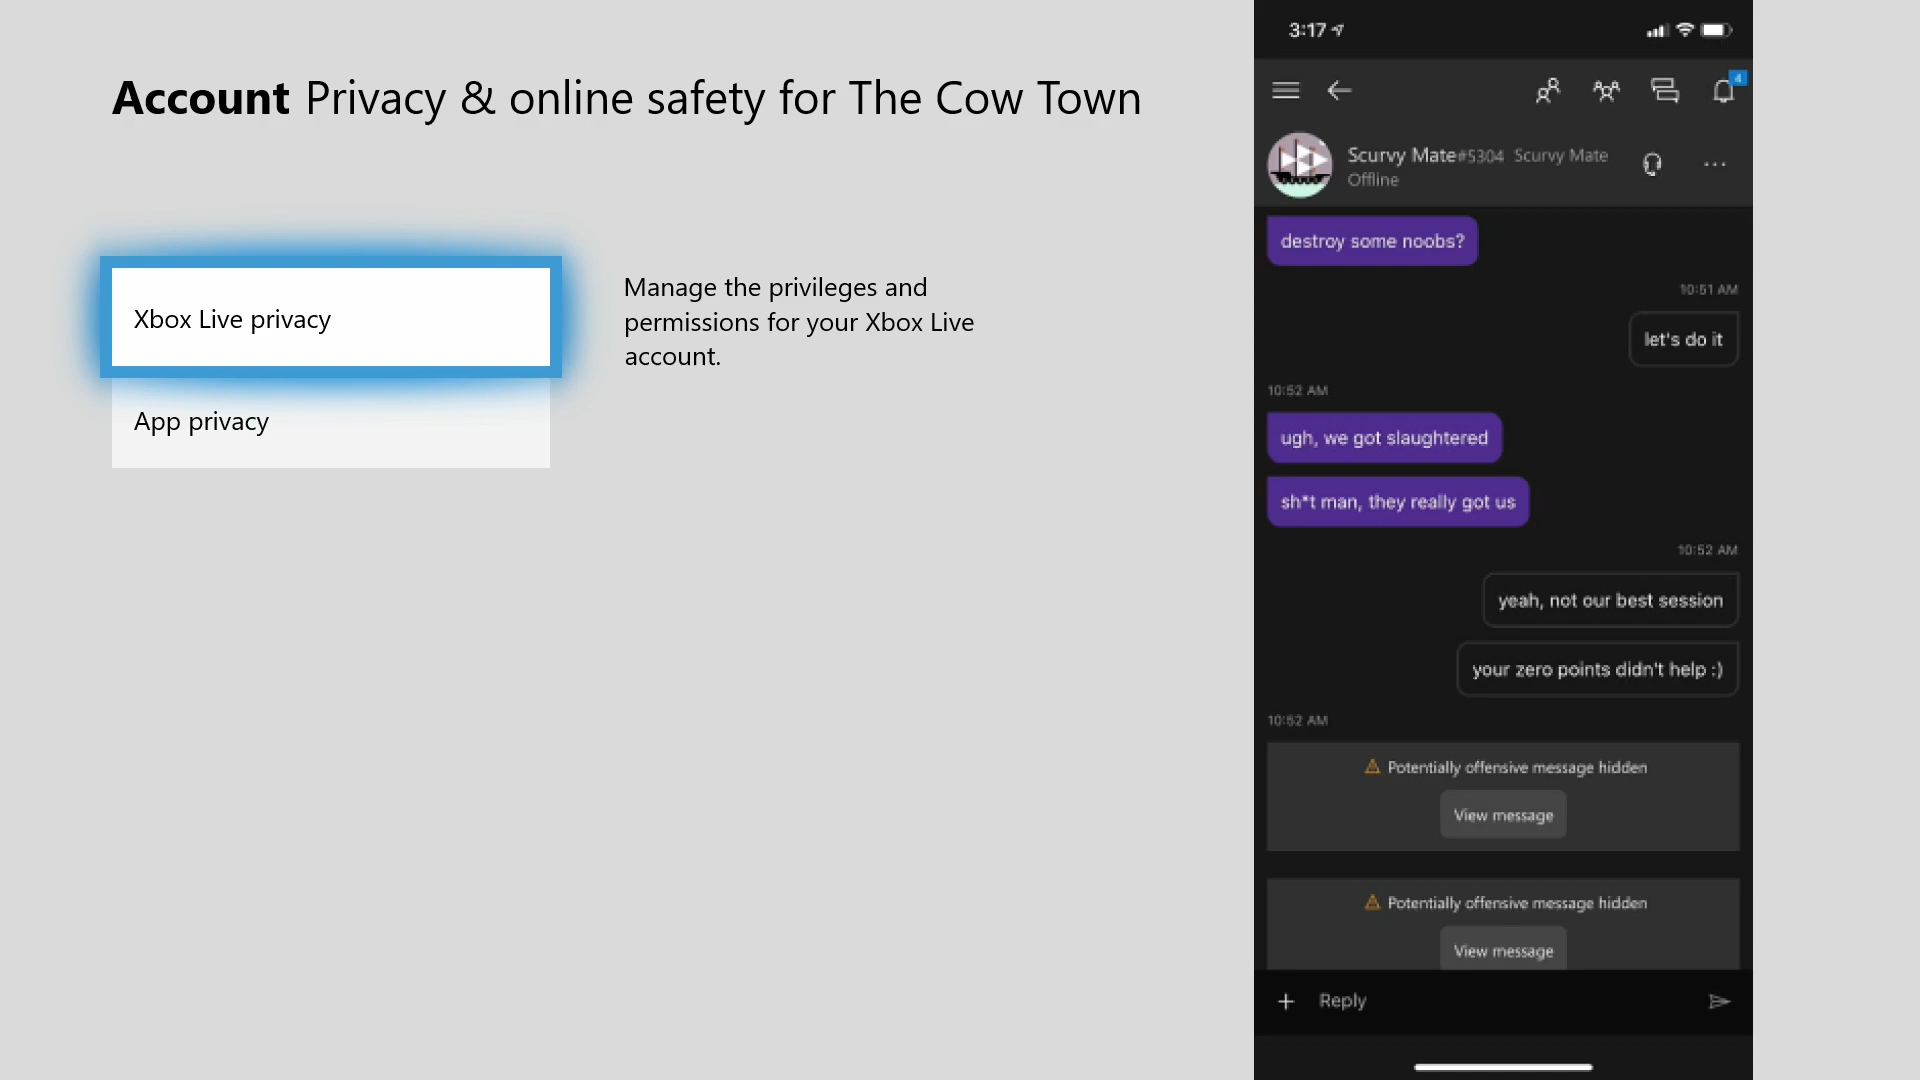 Account Privacy & online safety for The Cow Town
Xbox Live privacy
App privacy
Manage the privileges and
permissions for your Xbox Live
account.
3:17
4
Scurvy Mate#5304 Scurvy Mate
Offline
destroy some noobs?
10:51 AM
let's do it
10:52 AM
ugh, we got slaughtered
sh*t man, they really got us
10:52 AM
yeah, not our best session
your zero points didn't help :)
10:52 AM
Potentially offensive message hidden
View message
Potentially offensive message hidden
View message
+ Reply